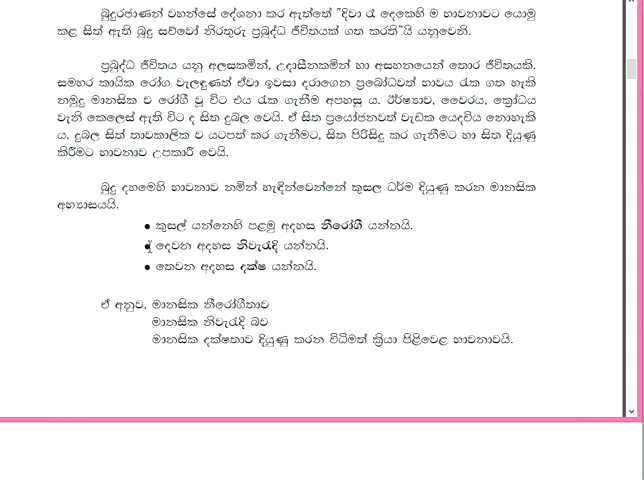 බුදුරජාණන් වහන්සේ දේශනා කර ඇත්තේ "දිවා රෑ දෙකෙහි ම භාවනාවට යොමු
කළ සිත් ඇති බුදු සව්වෝ නිරතුරු ප්‍රබුද්ධ ජීවිතයක් ගත කරති"යි යනුවෙනි.
ප්‍රබුද්ධ ජීවිතය යනු අලසකමින්, උදාසීනකමින් හා අසහනයෙන් තොර ජීවිතයකි.
සමහර කායික රෝග වැලඳුණත් ඒවා ඉවසා දරාගෙන ප්‍රබෝධවත් භාවය රැක ගත හැකි
නමුදු මානසික ව රෝගී වූ විට එය රැක ගැනීම අපහසු ය. ඊර්ෂ්‍යාව, වෛරය, ක්‍රෝධය
වැනි කෙලෙස් ඇති විට ද සිත දුබල වෙයි. ඒ සිත ප්‍රයෝජනවත් වැඩක යෙදවිය නොහැකි
ය. දුබල සිත් තාවකාලික ව යටපත් කර ගැනීමට, සිත පිරිසිදු කර ගැනීමට හා සිත දියුණු
කිරීමට භාවනාව උපකාරී වෙයි.
බුදු දහමෙහි භාවනාව නමින් හැඳින්වෙන්නේ කුසල ධර්ම දියුණු කරන මානසික
අභ්‍යාසයයි.
● කුසල් යන්නෙහි පළමු අදහස නීරෝගී යන්නයි.
● දෙවන අදහස නිවැරැදි යන්නයි.
● තෙවන අදහස දක්ෂ යන්නයි.
ඒ අනුව, මානසික නීරෝගීතාව
මානසික නිවැරැදි බව
මානසික දක්ෂතාව දියුණු කරන විධිමත් ක්‍රියා පිළිවෙළ භාවනාවයි.